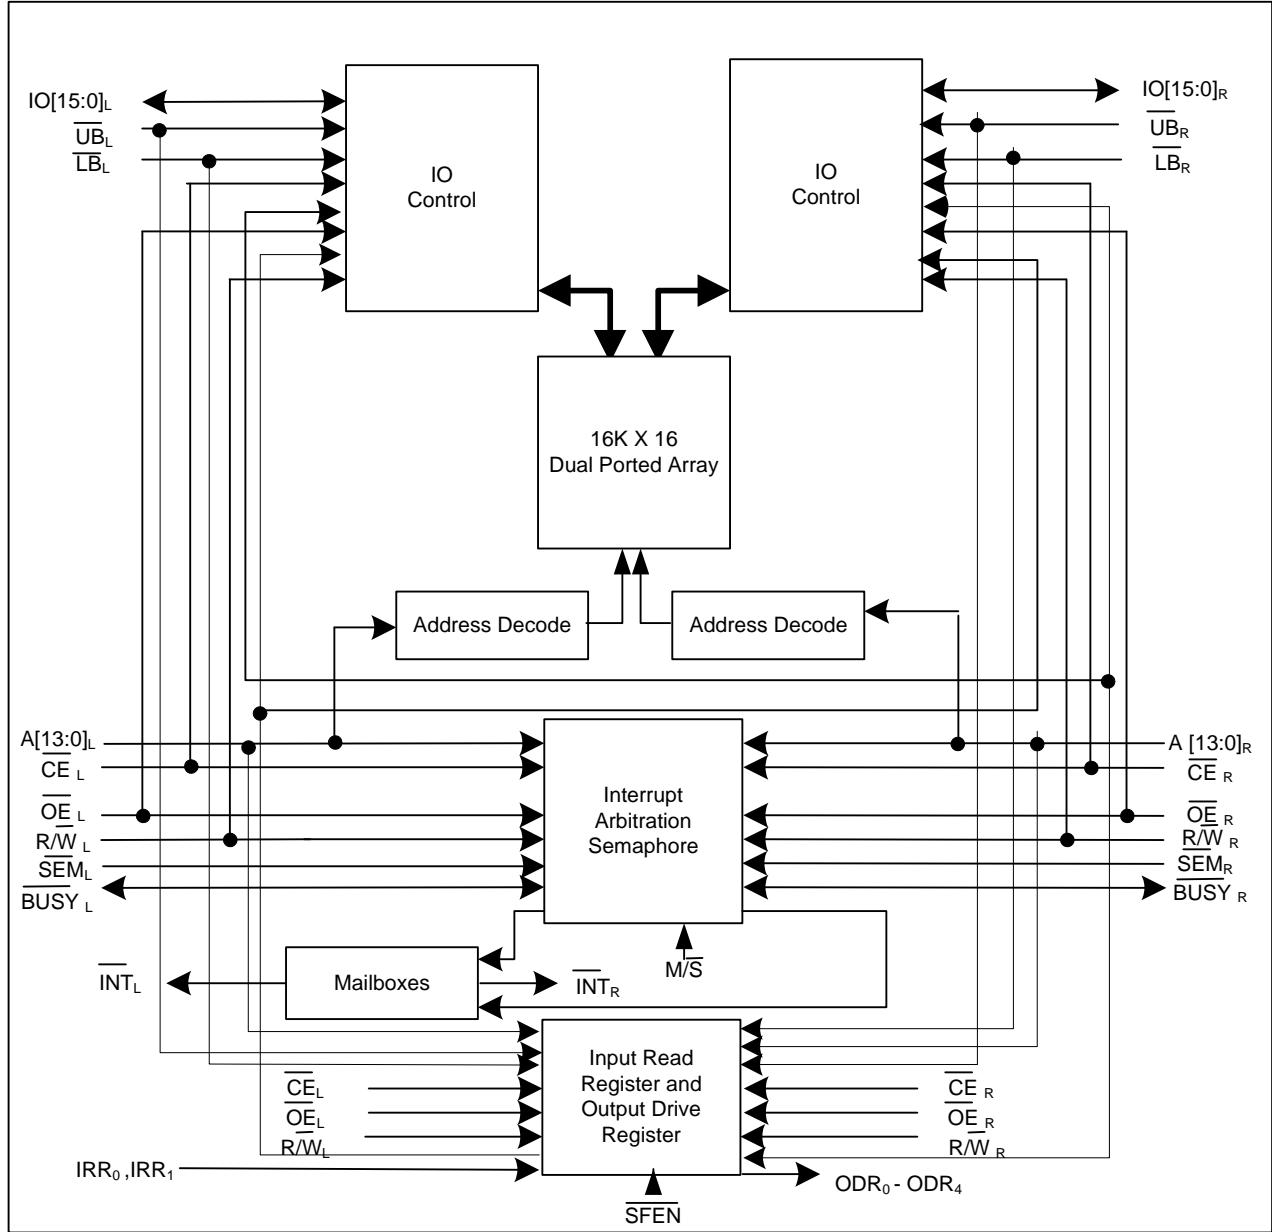 IO[15:0]L
IO[15:0]R
UBL
UBR
LBL
LBR
IO
Control
IO
Control
16K X 16
Dual Ported Array
Address Decode
Address Decode
A[13:0]L
A [13:0]R
CE L
CE R
Interrupt
Arbitration
Semaphore
OE L
OE R
R/W L
R/W R
SEML
SEMR
BUSY L
BUSY R
M/S
INTL
Mailboxes
INTR
Input Read
Register and
Output Drive
Register
CEL
CE R
OEL
OE R
R/WL
R/W R
IRR0 ,IRR1
ODR0 - ODR4
SFEN